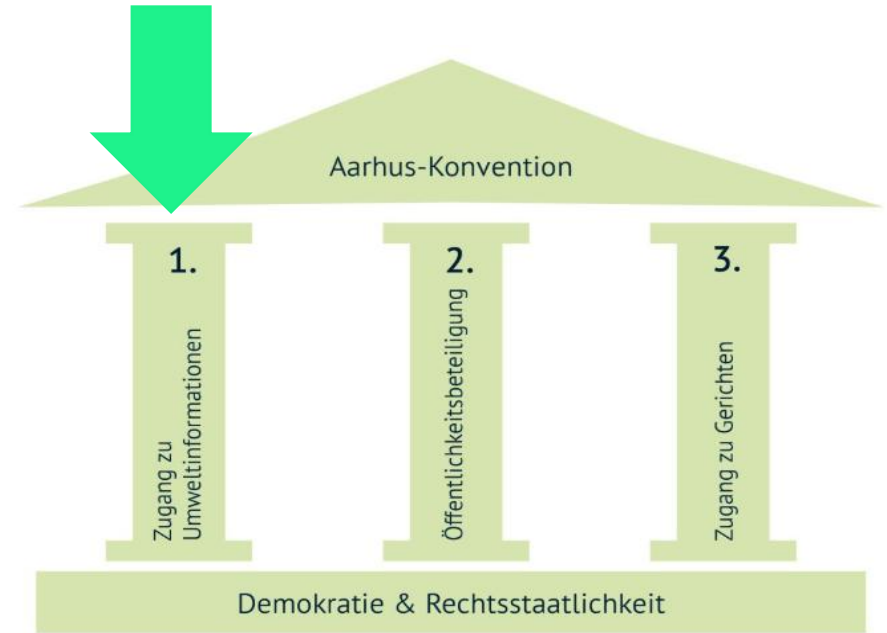 Aarhus-Konvention
1.
Zugang zu
Umweltinformationen
2.
Öffentlichkeitsbeteiligung
3.
Zugang zu Gerichten
Demokratie & Rechtsstaatlichkeit